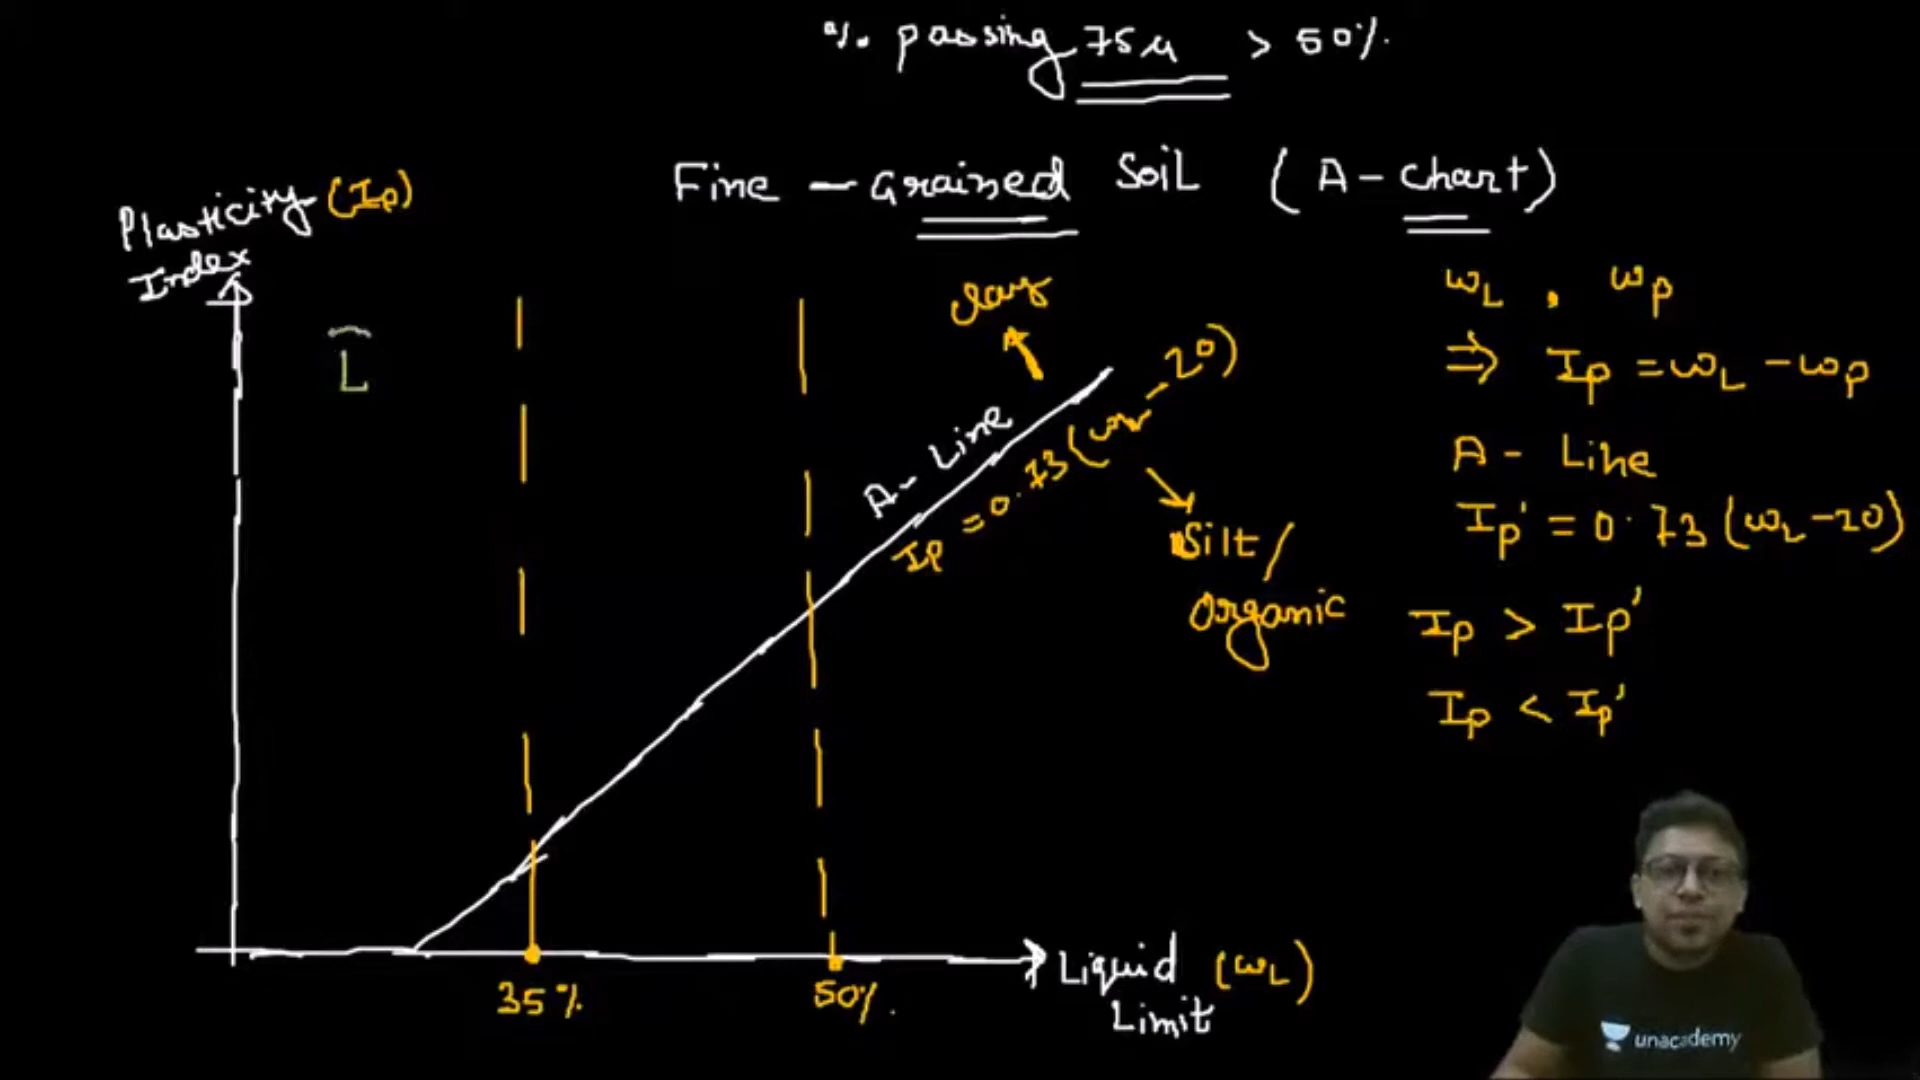 % passing 75μ > 50%.
Fine - Grained Soil (A - chart)
Plasticity (Ip)
Index
L
clay
A - Line
Ip = 0.73 (wL - 20)
Silt/
Organic
35%
50%.
Liquid (wL)
Limit
wL , wp
⇒ Ip = wL - wp
A - Line
Ip' = 0.73 (wL - 20)
Ip > Ip'
Ip < Ip'
unacademy